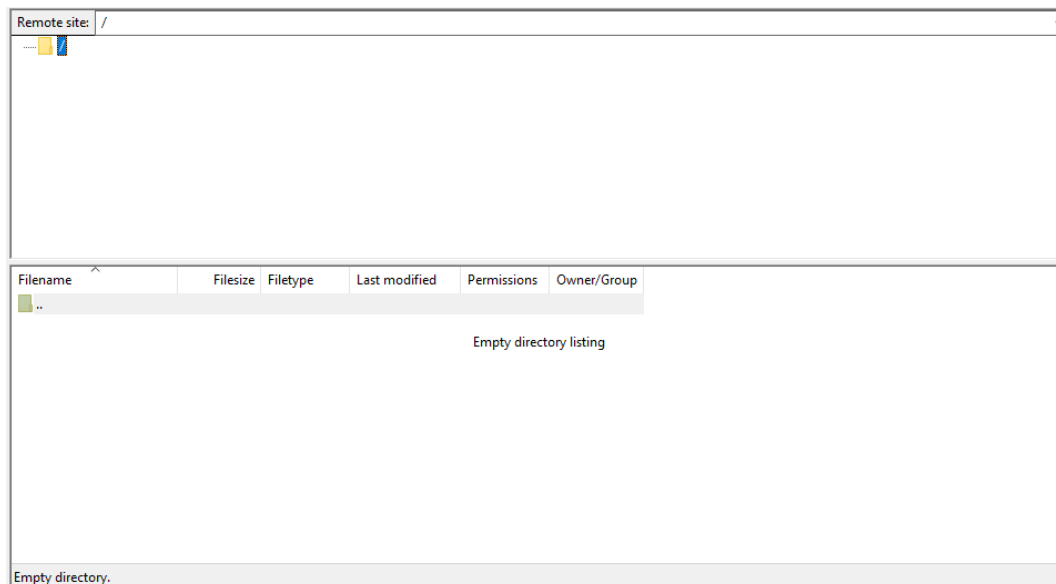 Remote site: /
/
Filename Filesize Filetype Last modified Permissions Owner/Group
..
Empty directory listing
Empty directory.